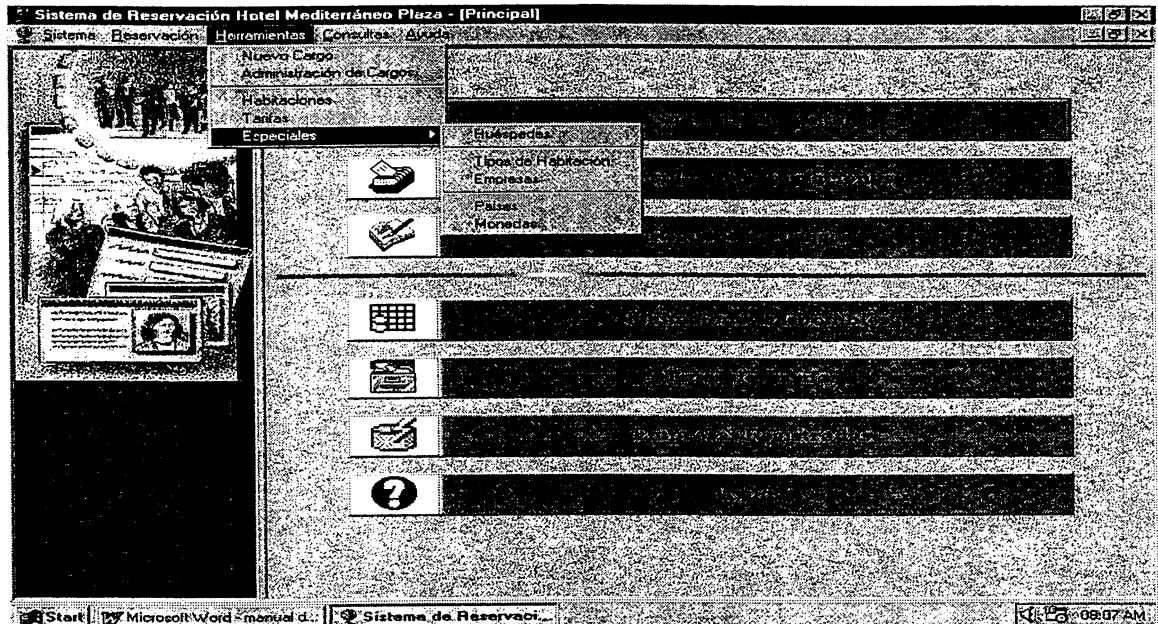 Sistema de Reservación Hotel Mediterráneo Plaza - [Principal]
Sistema Reservación Herramientas Consultas Ayuda
Nuevo Cargo
Administración de Cargos
Habitaciones
Tarifas
Especiales
Huéspedes
Tipos de Habitación
Empresas
Países
Monedas
Start Microsoft Word - manual d... Sistema de Reservaci... 08:07 AM